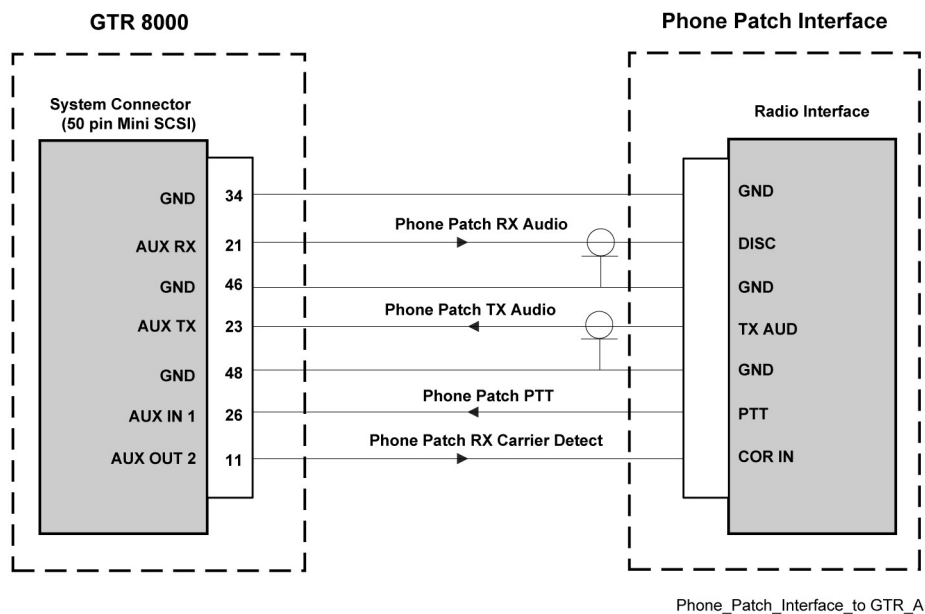 GTR 8000
Phone Patch Interface
System Connector
(50 pin Mini SCSI)
Radio Interface
GND 34 GND
Phone Patch RX Audio
AUX RX 21 DISC
GND 46 GND
Phone Patch TX Audio
AUX TX 23 TX AUD
GND 48 GND
Phone Patch PTT
AUX IN 1 26 PTT
Phone Patch RX Carrier Detect
AUX OUT 2 11 COR IN
Phone_Patch_Interface_to GTR_A